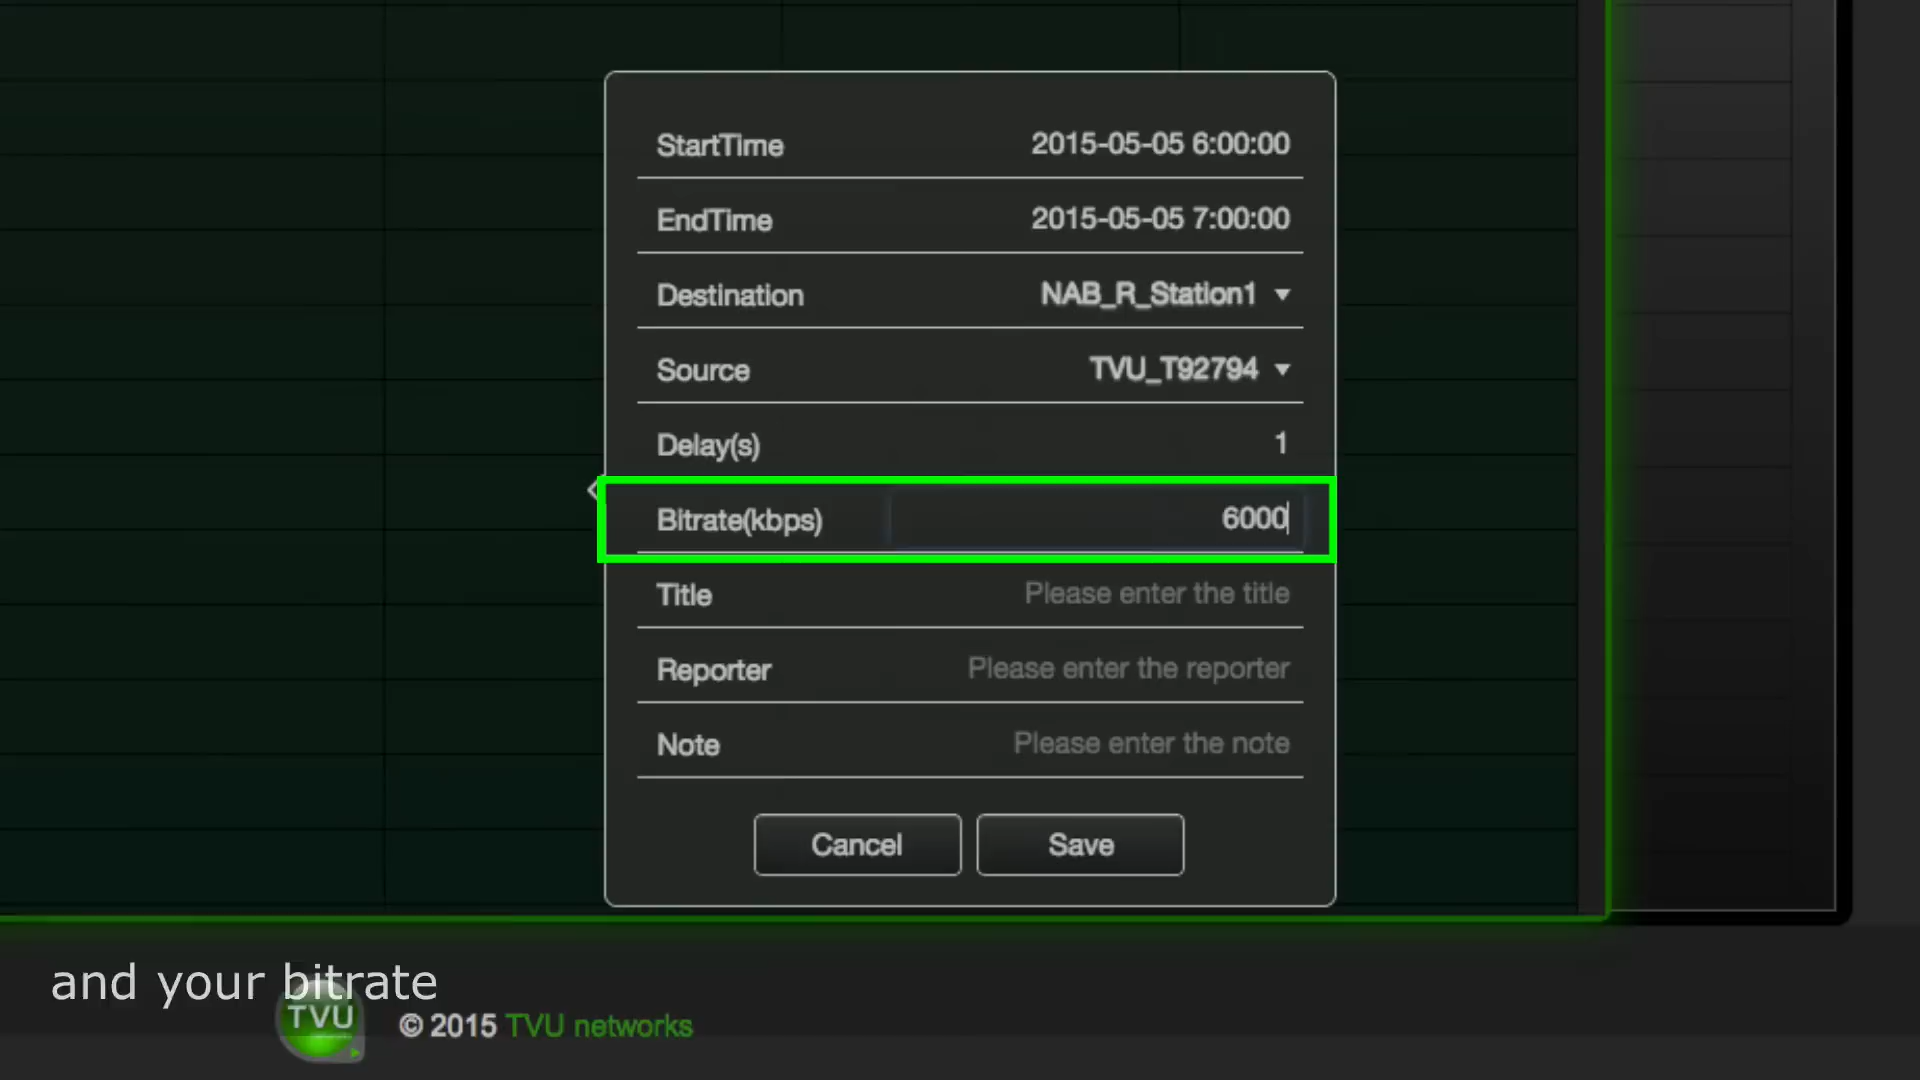 StartTime 2015-05-05 6:00:00
EndTime 2015-05-05 7:00:00
Destination NAB_R_Station1
Source TVU_T92794
Delay(s) 1
Bitrate(kbps) 6000
Title Please enter the title
Reporter Please enter the reporter
Note Please enter the note
Cancel Save
and your bitrate
TVU © 2015 TVU networks